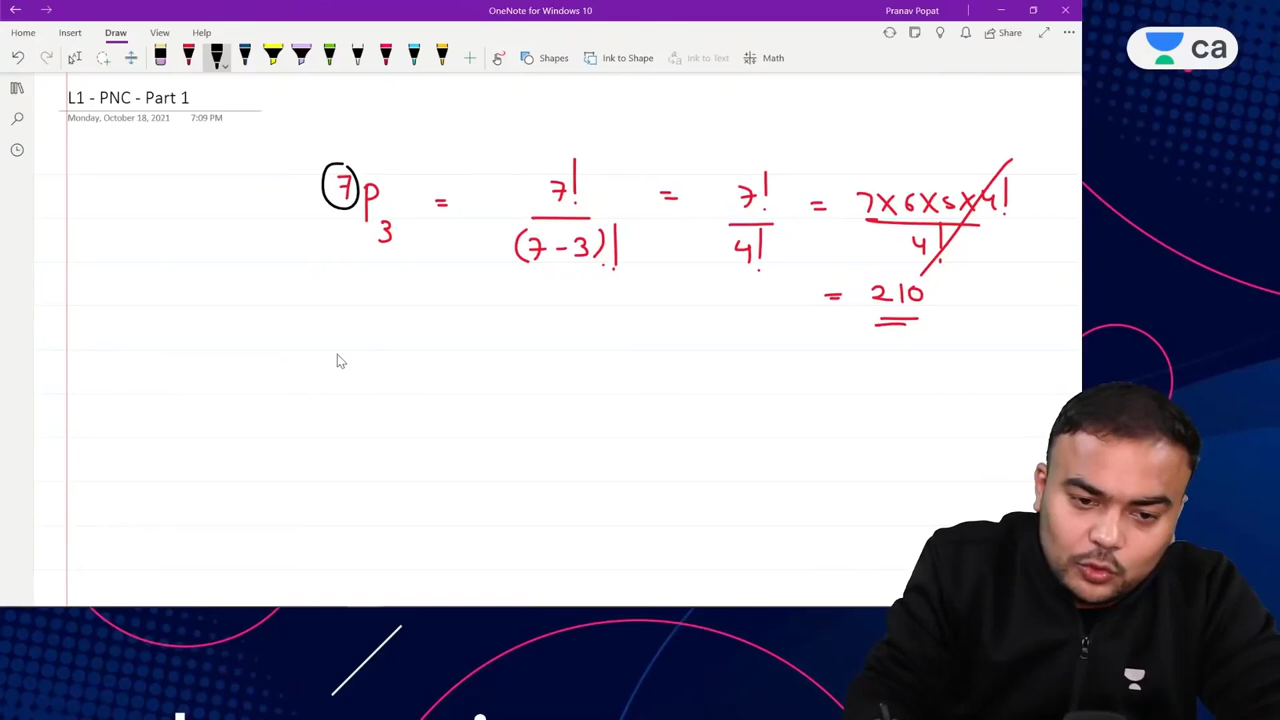 OneNote for Windows 10
Pranav Popat
Home Insert Draw View Help
Share
Shapes Ink to Shape Ink to Text Math
ca
L1 - PNC - Part 1
Monday, October 18, 2021 7:09 PM
7P3 = 7!/(7-3)! = 7!/4! = 7X6X5X4!/4!
= 210